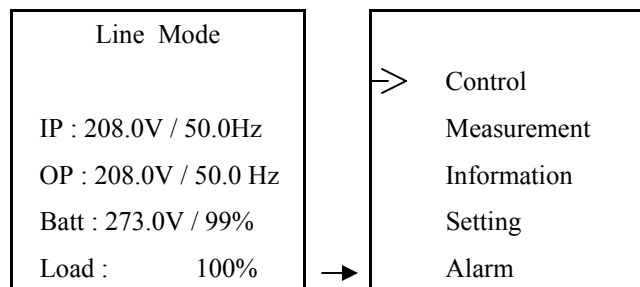 Line Mode
IP : 208.0V / 50.0Hz
OP : 208.0V / 50.0 Hz
Batt : 273.0V / 99%
Load : 100%
Control
Measurement
Information
Setting
Alarm